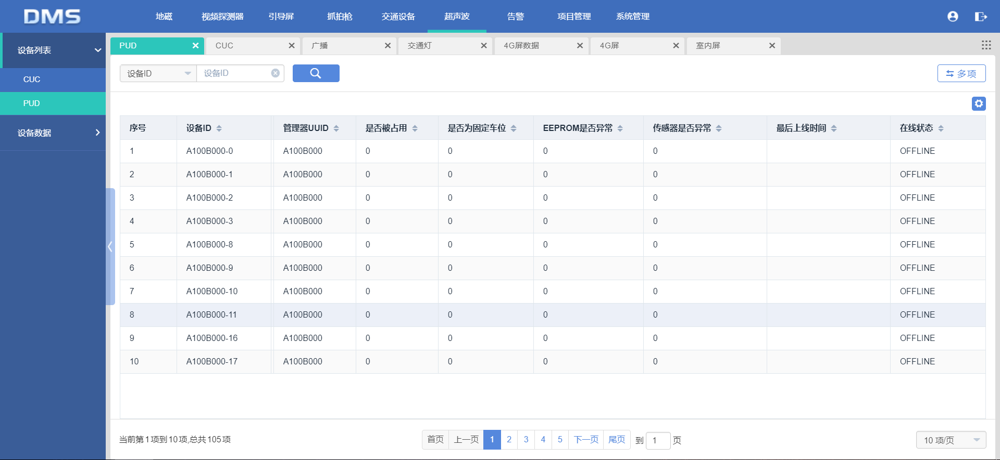 DMS 地磁 视频探测器 引导屏 抓拍枪 交通设备 超声波 告警 项目管理 系统管理
设备列表
CUC
PUD
设备数据
PUD CUC 广播 交通灯 4G屏数据 4G屏 室内屏
设备ID 设备ID 多项
序号 设备ID 管理器UUID 是否被占用 是否为固定车位 EEPROM是否异常 传感器是否异常 最后上线时间 在线状态
1 A100B000-0 A100B000 0 0 0 0 OFFLINE
2 A100B000-1 A100B000 0 0 0 0 OFFLINE
3 A100B000-2 A100B000 0 0 0 0 OFFLINE
4 A100B000-3 A100B000 0 0 0 0 OFFLINE
5 A100B000-8 A100B000 0 0 0 0 OFFLINE
6 A100B000-9 A100B000 0 0 0 0 OFFLINE
7 A100B000-10 A100B000 0 0 0 0 OFFLINE
8 A100B000-11 A100B000 0 0 0 0 OFFLINE
9 A100B000-16 A100B000 0 0 0 0 OFFLINE
10 A100B000-17 A100B000 0 0 0 0 OFFLINE
当前第1项到10项,总共105项 首页 上一页 1 2 3 4 5 下一页 尾页 到 1 页 10 项/页